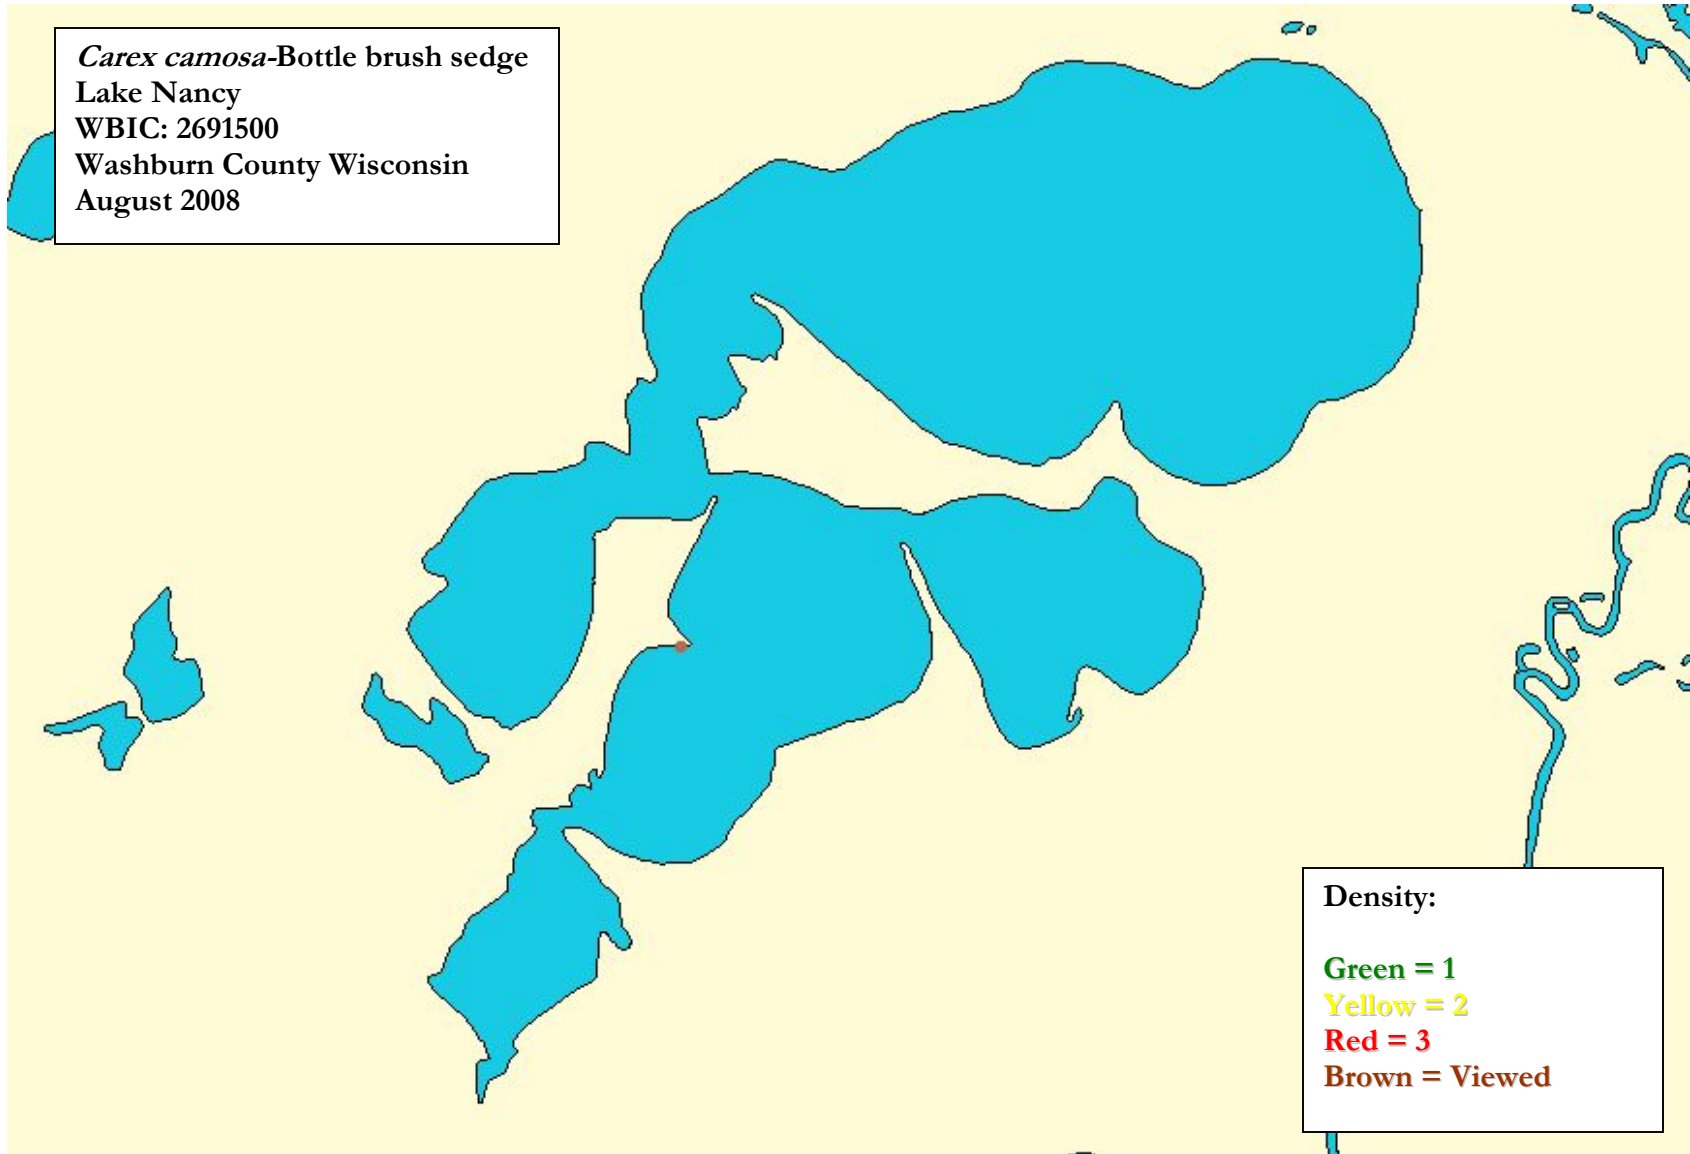 Carex camosa-Bottle brush sedge
Lake Nancy
WBIC: 2691500
Washburn County Wisconsin
August 2008
Density:
Green = 1
Yellow = 2
Red = 3
Brown = Viewed